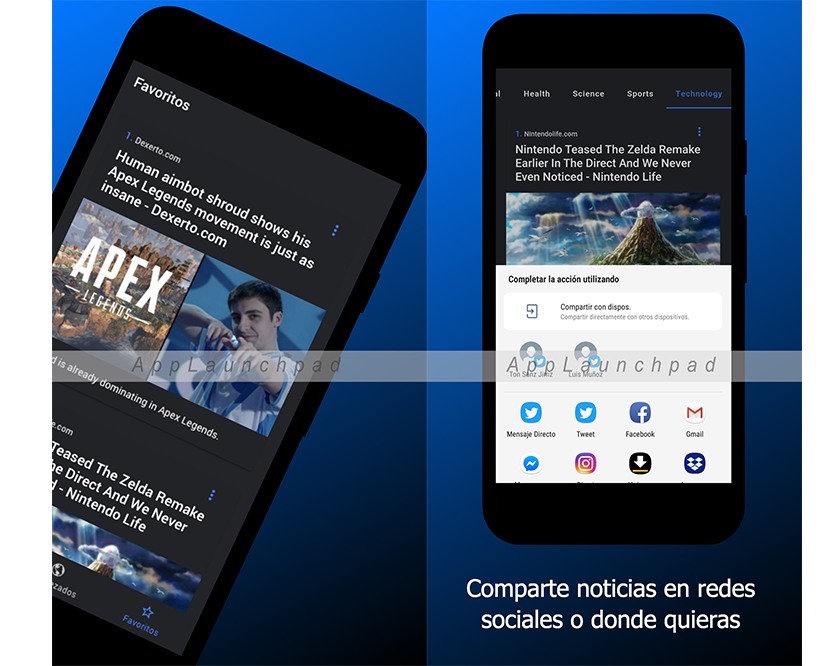 Favoritos
1. Dexerto.com
Human aimbot shroud shows his
Apex Legends movement is just as
insane - Dexerto.com
APEX
LEGENDS
d is already dominating in Apex Legends.
e.com
Teased The Zelda Remake
The Direct And We Never
d - Nintendo Life
zados
Favoritos
al Health Science Sports Technology
1. Nintendolife.com
Nintendo Teased The Zelda Remake
Earlier In The Direct And We Never
Even Noticed - Nintendo Life
Completar la acción utilizando
Compartir con dispos.
Compartir directamente con otros dispositivos.
AppLaunchpad AppLaunchpad
Ton Sanz Jimz Luis Muñoz
Mensaje Directo Tweet Facebook Gmail
Comparte noticias en redes
sociales o donde quieras